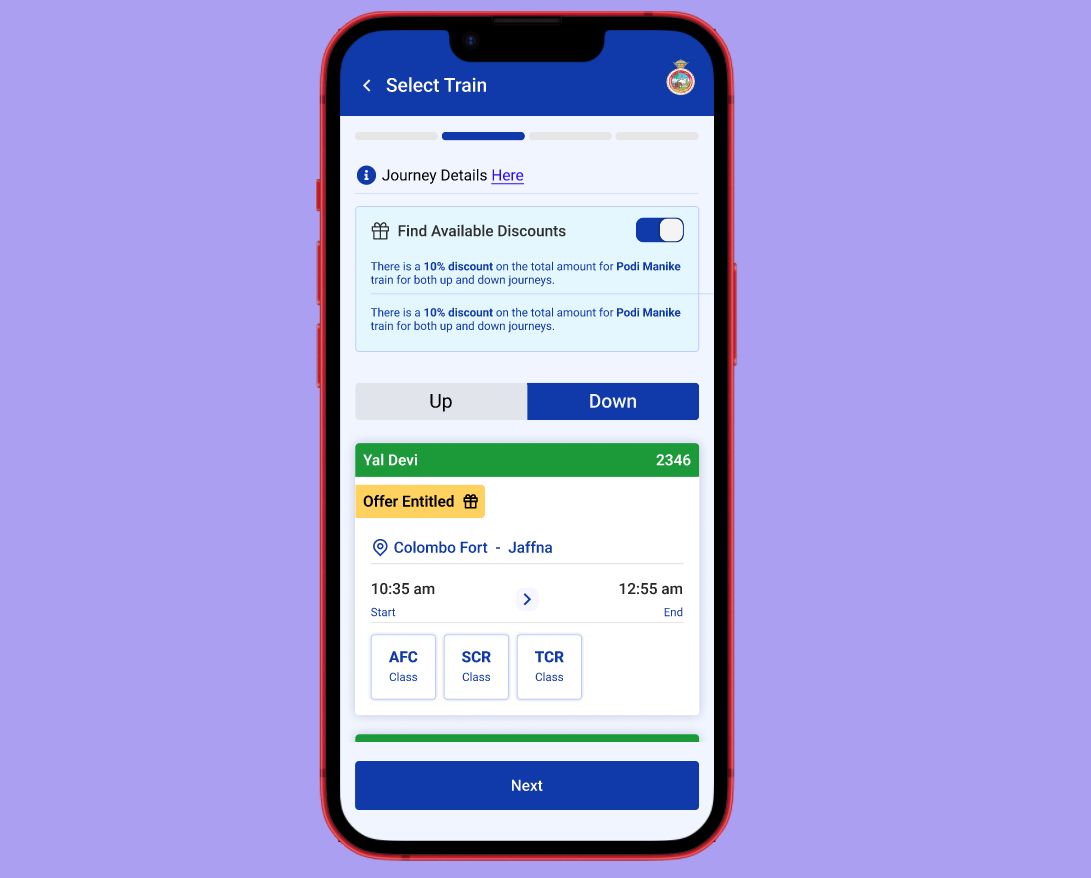 Select Train
Journey Details Here
Find Available Discounts
There is a 10% discount on the total amount for Podi Manike
train for both up and down journeys.
There is a 10% discount on the total amount for Podi Manike
train for both up and down journeys.
Up Down
Yal Devi 2346
Offer Entitled
Colombo Fort - Jaffna
10:35 am 12:55 am
Start End
AFC SCR TCR
Class Class Class
Next